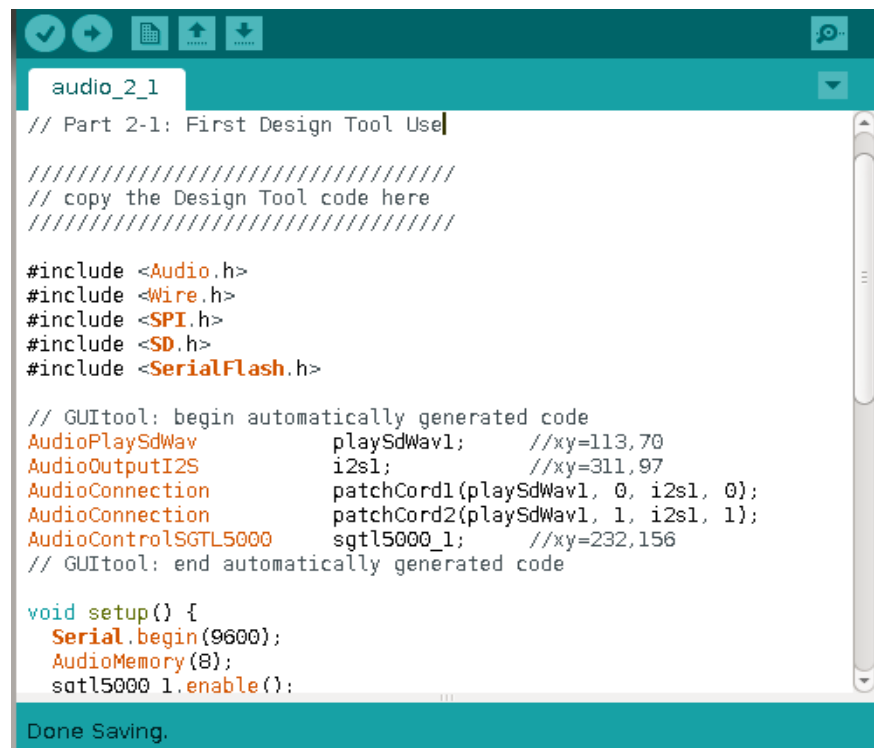 audio_2_1
// Part 2-1: First Design Tool Use
///////////////////////////////////
// copy the Design Tool code here
///////////////////////////////////
#include <Audio.h>
#include <Wire.h>
#include <SPI.h>
#include <SD.h>
#include <SerialFlash.h>
// GUItool: begin automatically generated code
AudioPlaySdWav playSdWav1; //xy=113,70
AudioOutputI2S i2s1; //xy=311,97
AudioConnection patchCord1(playSdWav1, 0, i2s1, 0);
AudioConnection patchCord2(playSdWav1, 1, i2s1, 1);
AudioControlSGTL5000 sgtl5000_1; //xy=232,156
// GUItool: end automatically generated code
void setup() {
Serial.begin(9600);
AudioMemory(8);
sgtl5000_1.enable();
Done Saving.